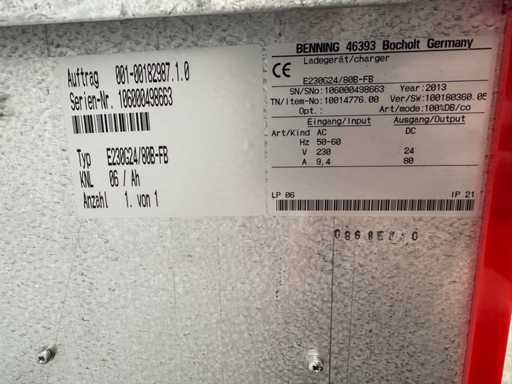 Auftrag 001-00182987.1.0
Serien-Nr. 106000498663
Typ E230G24/80B-FB
KNL 06 / Ah
Anzahl 1. von 1
BENNING 46393 Bocholt Germany
Ladegerät/charger
CE
E230G24/80B-FB
SN/SNo: 106000498663 Year: 2013
TN/Item-No: 10014776.00 Ver/SW: 100180360.05
Opt.: Art/mode: 100%DB/co
Eingang/Input Ausgang/Output
Art/Kind AC DC
Hz 50-60
V 230 24
A 9,4 80
LP 06 IP 21